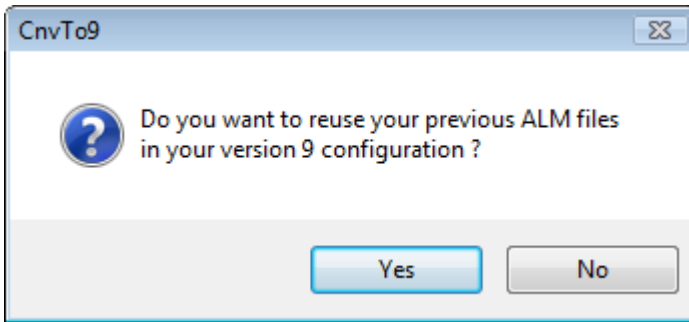 CnvTo9
Do you want to reuse your previous ALM files
in your version 9 configuration ?
Yes
No